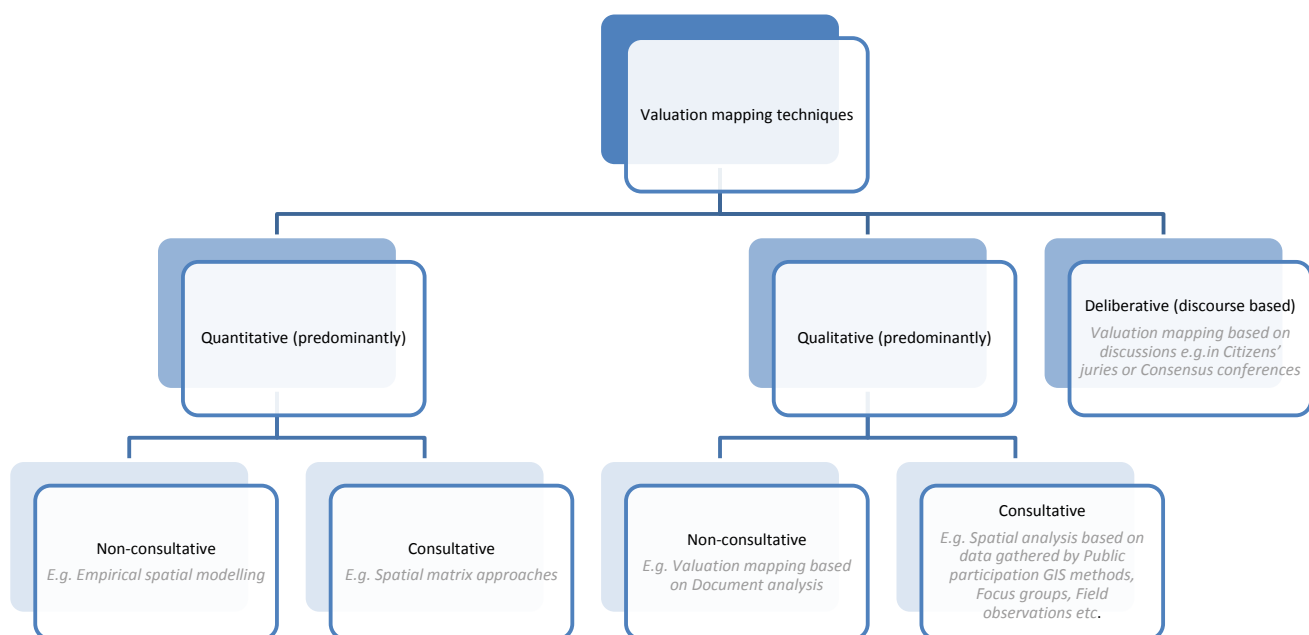 Valuation mapping techniques
Quantitative (predominantly)
Qualitative (predominantly)
Deliberative (discourse based)
Valuation mapping based on
discussions e.g.in Citizens’
juries or Consensus conferences
Non-consultative
E.g. Empirical spatial modelling
Consultative
E.g. Spatial matrix approaches
Non-consultative
E.g. Valuation mapping based
on Document analysis
Consultative
E.g. Spatial analysis based on
data gathered by Public
participation GIS methods,
Focus groups, Field
observations etc.